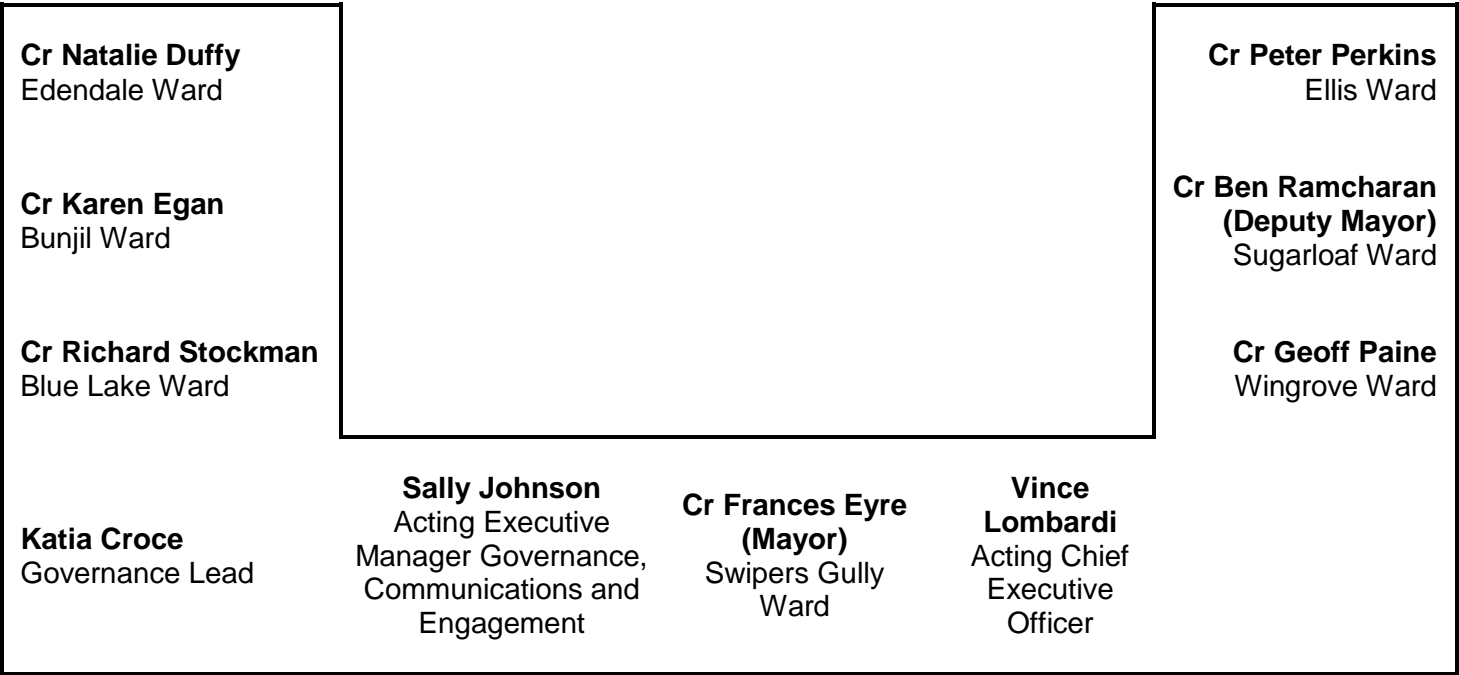 Cr Natalie Duffy
Edendale Ward
Cr Karen Egan
Bunjil Ward
Cr Richard Stockman
Blue Lake Ward
Katia Croce
Governance Lead
Sally Johnson
Acting Executive
Manager Governance,
Communications and
Engagement
Cr Frances Eyre
(Mayor)
Swipers Gully
Ward
Vince
Lombardi
Acting Chief
Executive
Officer
Cr Peter Perkins
Ellis Ward
Cr Ben Ramcharan
(Deputy Mayor)
Sugarloaf Ward
Cr Geoff Paine
Wingrove Ward